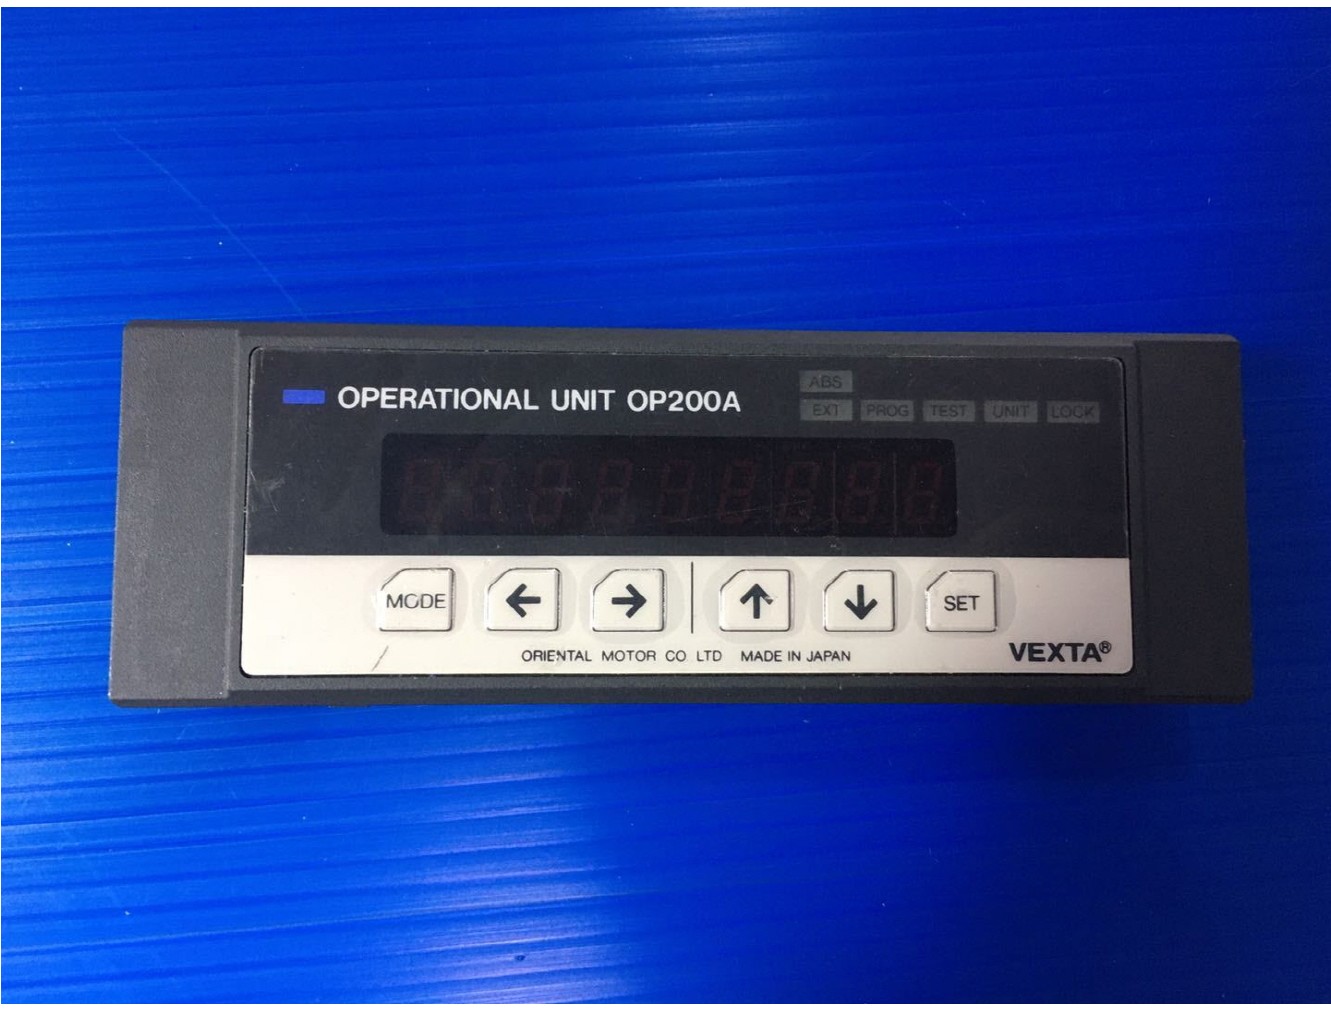 OPERATIONAL UNIT OP200A
ABS
EXT PROG TEST UNIT LOCK
MODE ← → ↑ ↓ SET
ORIENTAL MOTOR CO LTD MADE IN JAPAN
VEXTA®